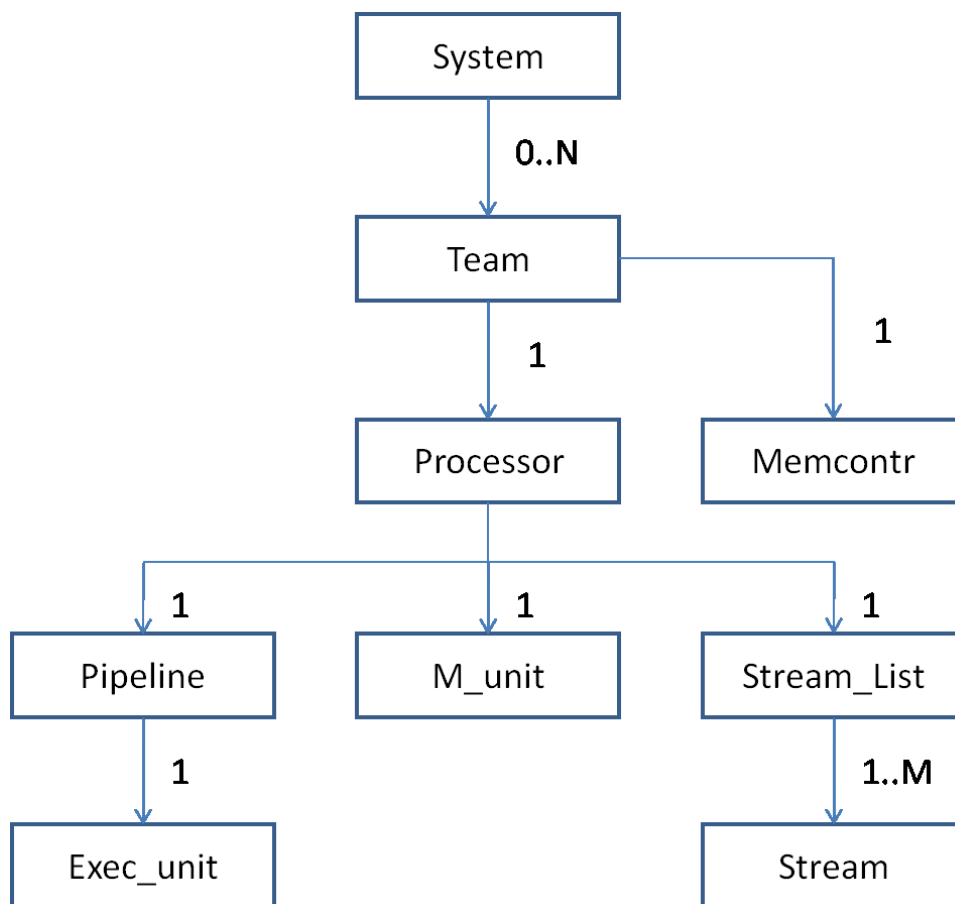 System
0..N
Team
1
1
Processor
Memcontr
1
1
1
Pipeline
M_unit
Stream_List
1
1..M
Exec_unit
Stream